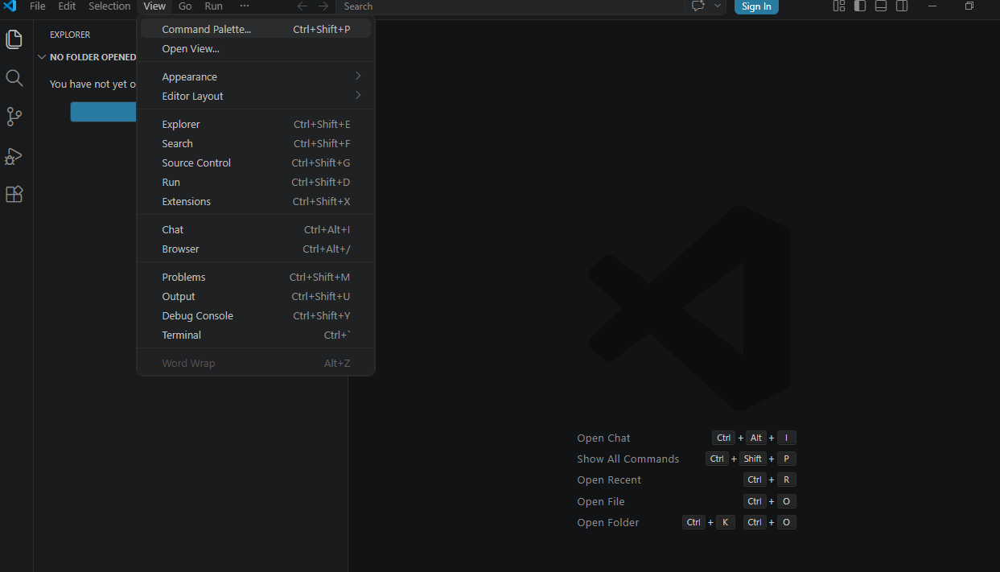 File Edit Selection View Go Run ··· Search Sign In
EXPLORER
NO FOLDER OPENED
You have not yet o
Command Palette... Ctrl+Shift+P
Open View...
Appearance
Editor Layout
Explorer Ctrl+Shift+E
Search Ctrl+Shift+F
Source Control Ctrl+Shift+G
Run Ctrl+Shift+D
Extensions Ctrl+Shift+X
Chat Ctrl+Alt+I
Browser Ctrl+Alt+/
Problems Ctrl+Shift+M
Output Ctrl+Shift+U
Debug Console Ctrl+Shift+Y
Terminal Ctrl+`
Word Wrap Alt+Z
Open Chat Ctrl + Alt + I
Show All Commands Ctrl + Shift + P
Open Recent Ctrl + R
Open File Ctrl + O
Open Folder Ctrl + K Ctrl + O